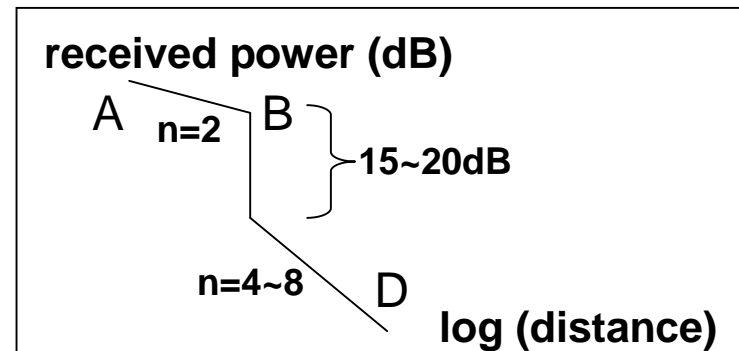 received power (dB)
A
B
n=2
15~20dB
n=4~8
D
log (distance)